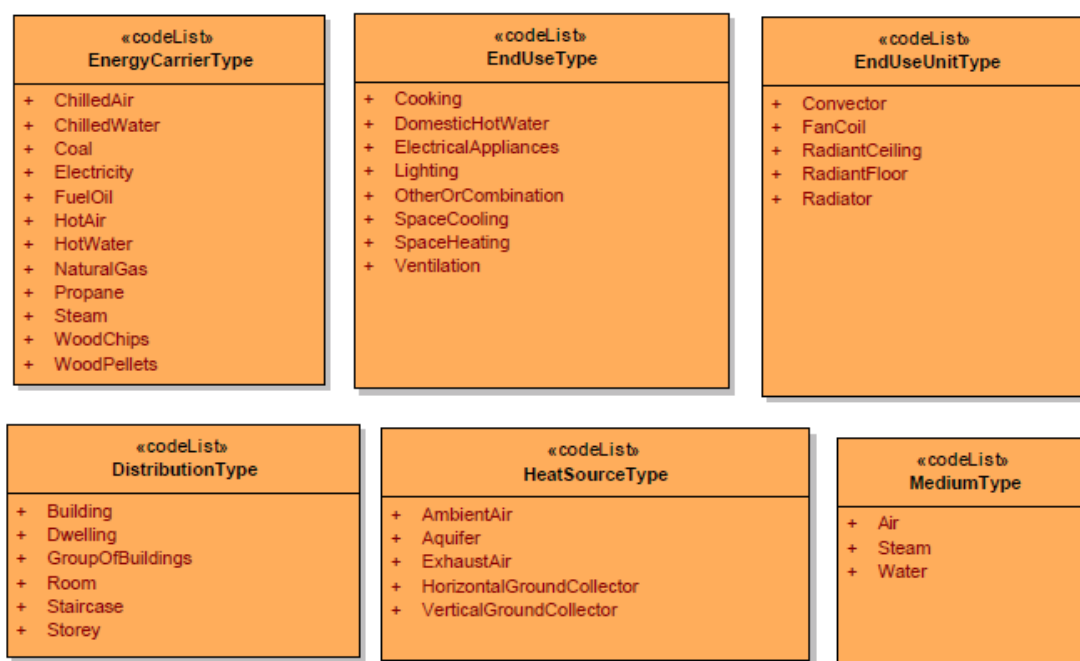 «codeList»
EnergyCarrierType
+ ChilledAir
+ ChilledWater
+ Coal
+ Electricity
+ FuelOil
+ HotAir
+ HotWater
+ NaturalGas
+ Propane
+ Steam
+ WoodChips
+ WoodPellets
«codeList»
EndUseType
+ Cooking
+ DomesticHotWater
+ ElectricalAppliances
+ Lighting
+ OtherOrCombination
+ SpaceCooling
+ SpaceHeating
+ Ventilation
«codeList»
EndUseUnitType
+ Convector
+ FanCoil
+ RadiantCeiling
+ RadiantFloor
+ Radiator
«codeList»
DistributionType
+ Building
+ Dwelling
+ GroupOfBuildings
+ Room
+ Staircase
+ Storey
«codeList»
HeatSourceType
+ AmbientAir
+ Aquifer
+ ExhaustAir
+ HorizontalGroundCollector
+ VerticalGroundCollector
«codeList»
MediumType
+ Air
+ Steam
+ Water